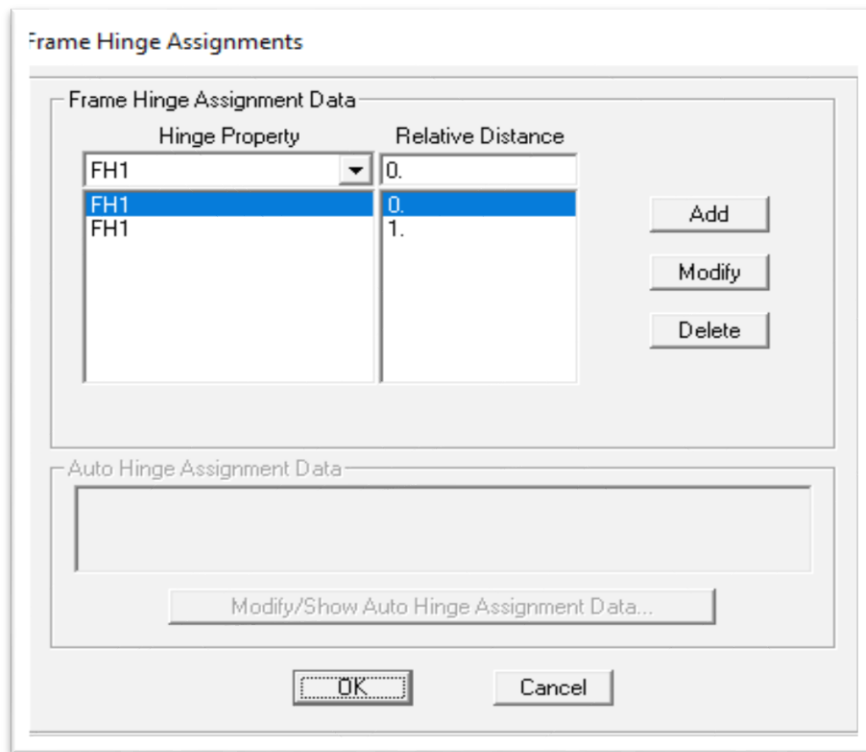 Frame Hinge Assignments
Frame Hinge Assignment Data
Hinge Property Relative Distance
FH1 0.
FH1 0.
FH1 1.
Add
Modify
Delete
Auto Hinge Assignment Data
Modify/Show Auto Hinge Assignment Data...
OK Cancel